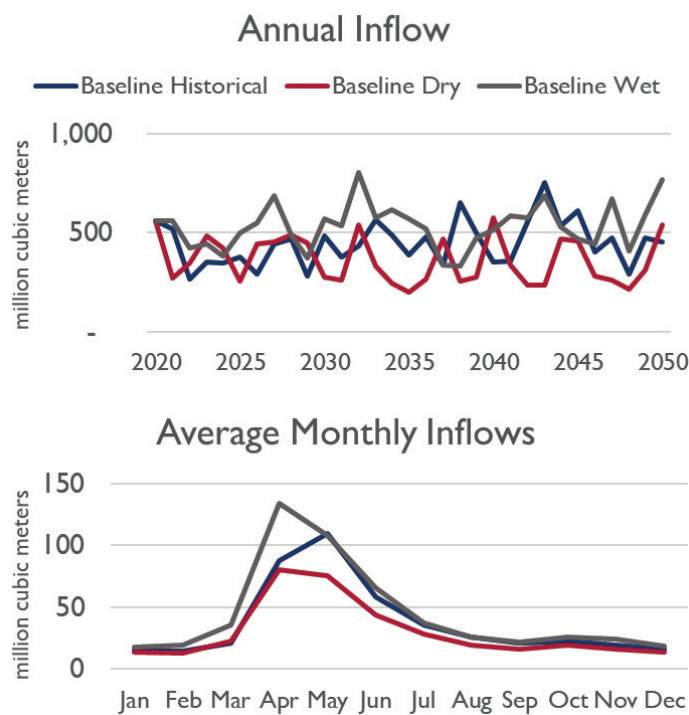 Annual Inflow
Baseline Historical Baseline Dry Baseline Wet
million cubic meters
1,000
500
-
2020 2025 2030 2035 2040 2045 2050
Average Monthly Inflows
million cubic meters
150
100
50
0
Jan Feb Mar Apr May Jun Jul Aug Sep Oct Nov Dec